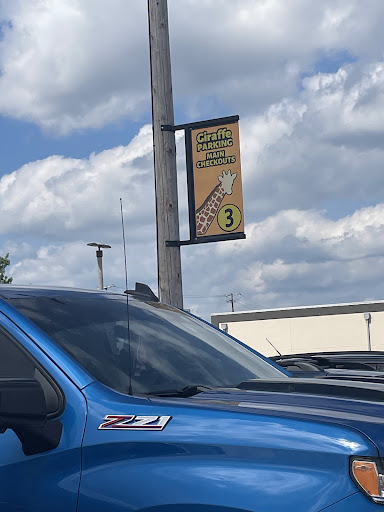 Giraffe
PARKING
MAIN
CHECKOUTS
3
Z71